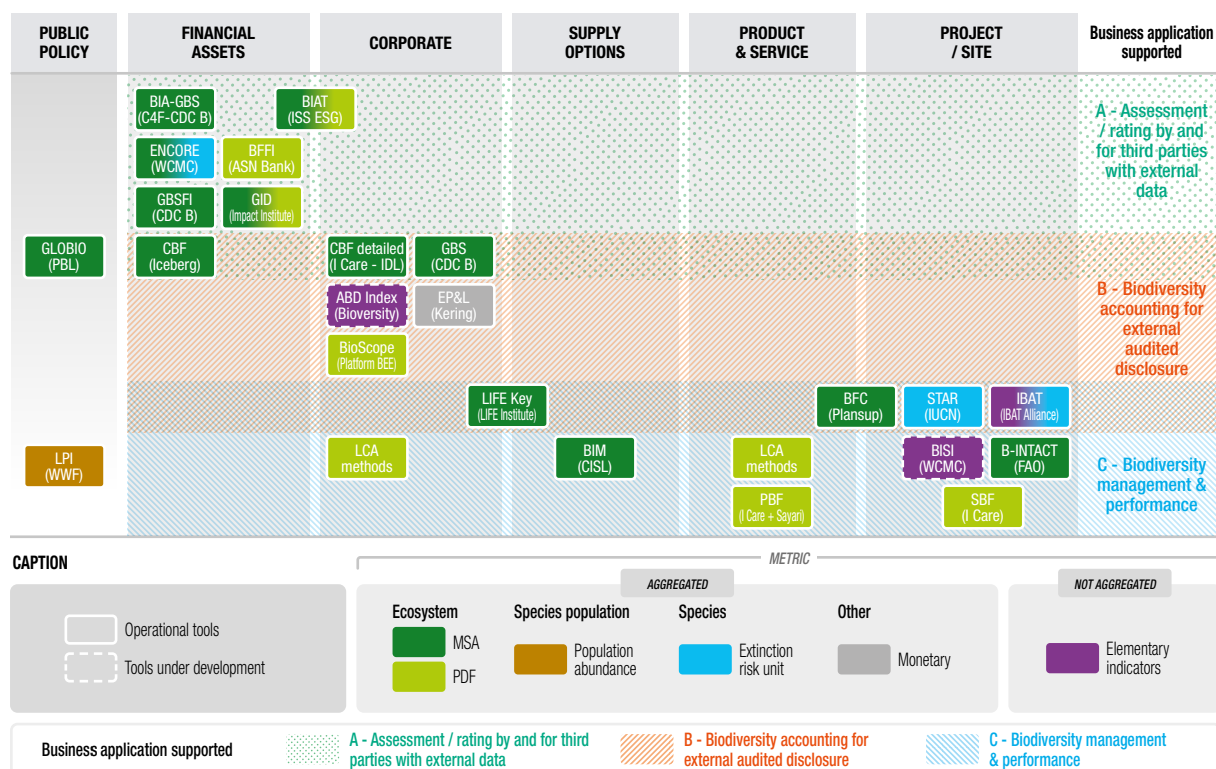 PUBLIC
POLICY
FINANCIAL
ASSETS
CORPORATE
SUPPLY
OPTIONS
PRODUCT
& SERVICE
PROJECT
/ SITE
Business application
supported
BIA-GBS
(C4F-CDC B)
BIAT
(ISS ESG)
ENCORE
(WCMC)
BFFI
(ASN Bank)
GBSFI
(CDC B)
GID
(Impact Institute)
A - Assessment
/ rating by and
for third parties
with external
data
GLOBIO
(PBL)
CBF
(Iceberg)
CBF detailed
(I Care - IDL)
GBS
(CDC B)
ABD Index
(Bioversity)
EP&L
(Kering)
BioScope
(Platform BEE)
B - Biodiversity
accounting for
external
audited
disclosure
LIFE Key
(LIFE Institute)
BFC
(Plansup)
STAR
(IUCN)
IBAT
(IBAT Alliance)
LPI
(WWF)
LCA
methods
BIM
(CISL)
LCA
methods
BISI
(WCMC)
B-INTACT
(FAO)
PBF
(I Care + Sayari)
SBF
(I Care)
C - Biodiversity
management &
performance
CAPTION
METRIC
AGGREGATED
NOT AGGREGATED
Operational tools
Tools under development
Ecosystem
MSA
PDF
Species population
Population
abundance
Species
Extinction
risk unit
Other
Monetary
Elementary
indicators
Business application supported
A - Assessment / rating by and for third
parties with external data
B - Biodiversity accounting for
external audited disclosure
C - Biodiversity management
& performance